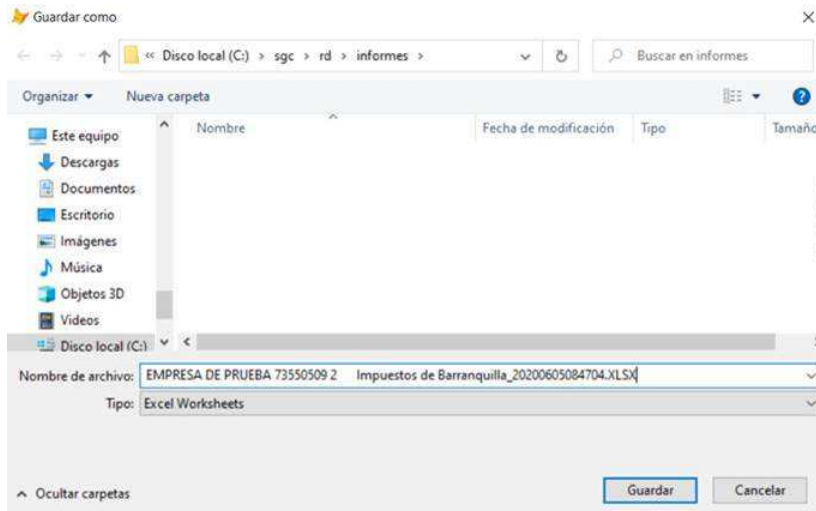 Guardar como
« Disco local (C:) > sgc > rd > informes >
Buscar en informes
Organizar
Nueva carpeta
Nombre
Fecha de modificación
Tipo
Tamaño
Este equipo
Descargas
Documentos
Escritorio
Imágenes
Música
Objetos 3D
Videos
Disco local (C:)
Nombre de archivo: EMPRESA DE PRUEBA 73550509 2 Impuestos de Barranquilla_20200605084704.XLSX
Tipo: Excel Worksheets
Ocultar carpetas
Guardar
Cancelar